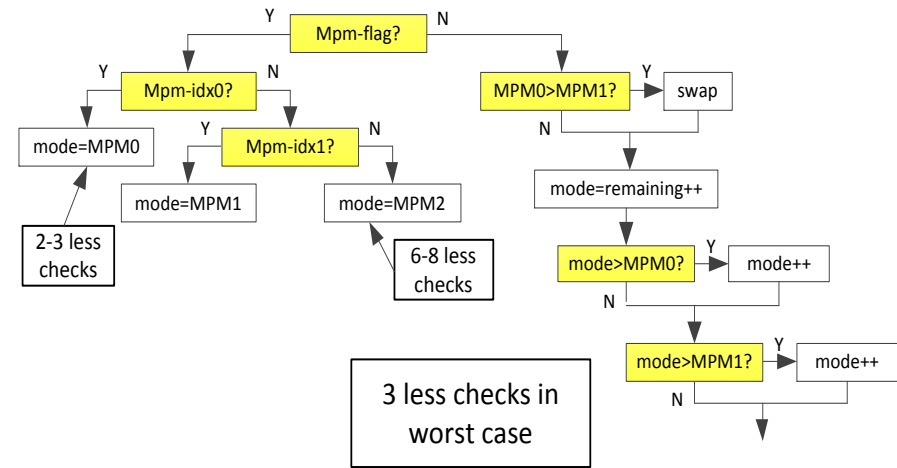 Mpm-flag?
Y
N
Mpm-idx0?
Y
N
mode=MPM0
Mpm-idx1?
Y
N
mode=MPM1
mode=MPM2
2-3 less
checks
6-8 less
checks
MPM0>MPM1?
Y
swap
N
mode=remaining++
mode>MPM0?
Y
mode++
N
mode>MPM1?
Y
mode++
N
3 less checks in
worst case